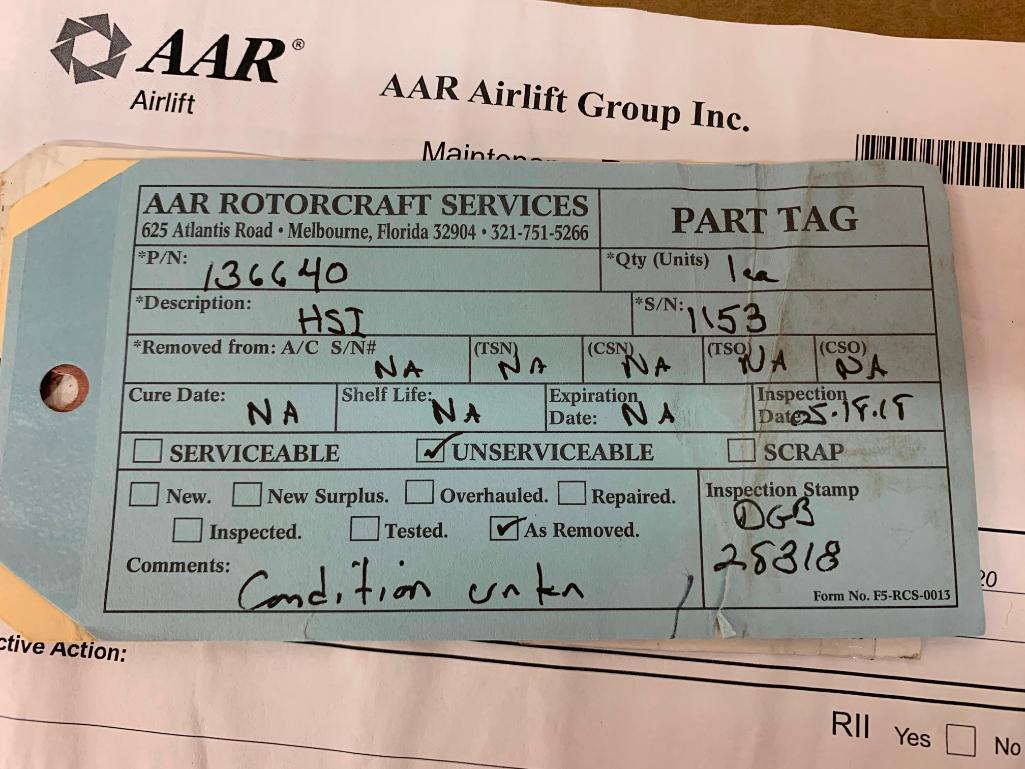 AAR®
Airlift
AAR Airlift Group Inc.
AAR ROTORCRAFT SERVICES
625 Atlantis Road • Melbourne, Florida 32904 • 321-751-5266
PART TAG
*P/N: 136640
*Qty (Units) 1ea
*Description: HSI
*S/N: 1153
*Removed from: A/C S/N# NA
(TSN) NA
(CSN) NA
(TSO) NA
(CSO) NA
Cure Date: NA
Shelf Life: NA
Expiration Date: NA
Inspection Date 05.18.18
SERVICEABLE
UNSERVICEABLE
SCRAP
New.
New Surplus.
Overhauled.
Repaired.
Inspected.
Tested.
As Removed.
Inspection Stamp
DGB
28318
Comments: Condition unkn
Form No. F5-RCS-0013
20
ctive Action:
RII Yes No